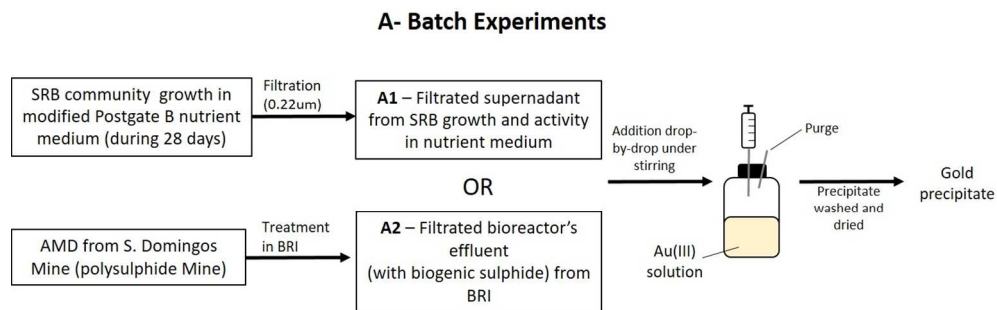 A- Batch Experiments
SRB community growth in
modified Postgate B nutrient
medium (during 28 days)
Filtration
(0.22um)
A1 – Filtrated supernadant
from SRB growth and activity
in nutrient medium
OR
AMD from S. Domingos
Mine (polysulphide Mine)
Treatment
in BRI
A2 – Filtrated bioreactor's
effluent
(with biogenic sulphide) from
BRI
Addition drop-
by-drop under
stirring
Purge
Au(III)
solution
Precipitate
washed and
dried
Gold
precipitate